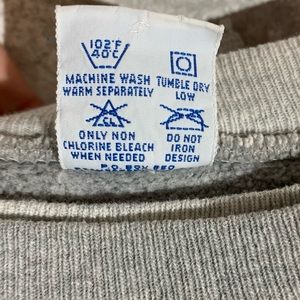 102°F
40°C
MACHINE WASH
WARM SEPARATELY
TUMBLE DRY
LOW
CL
ONLY NON
CHLORINE BLEACH
WHEN NEEDED
DO NOT
IRON
DESIGN
P.O. BOX